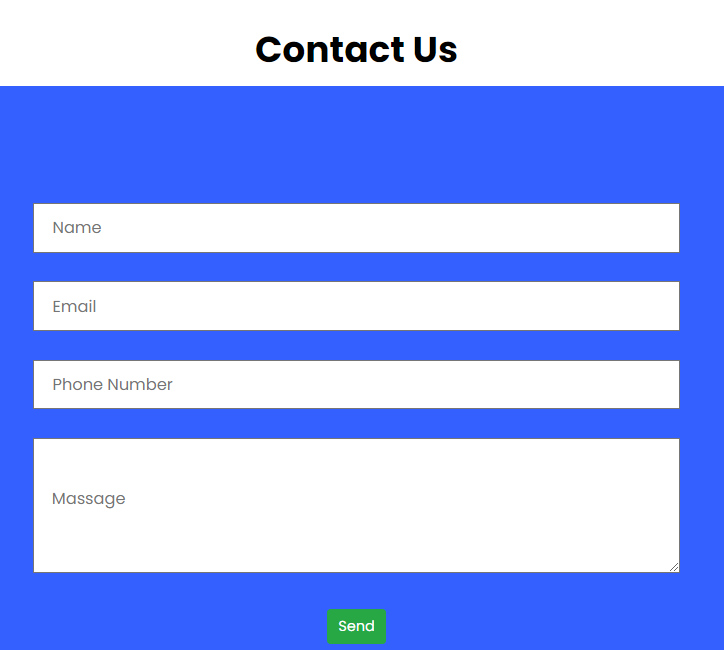 Contact Us
Name
Email
Phone Number
Massage
Send